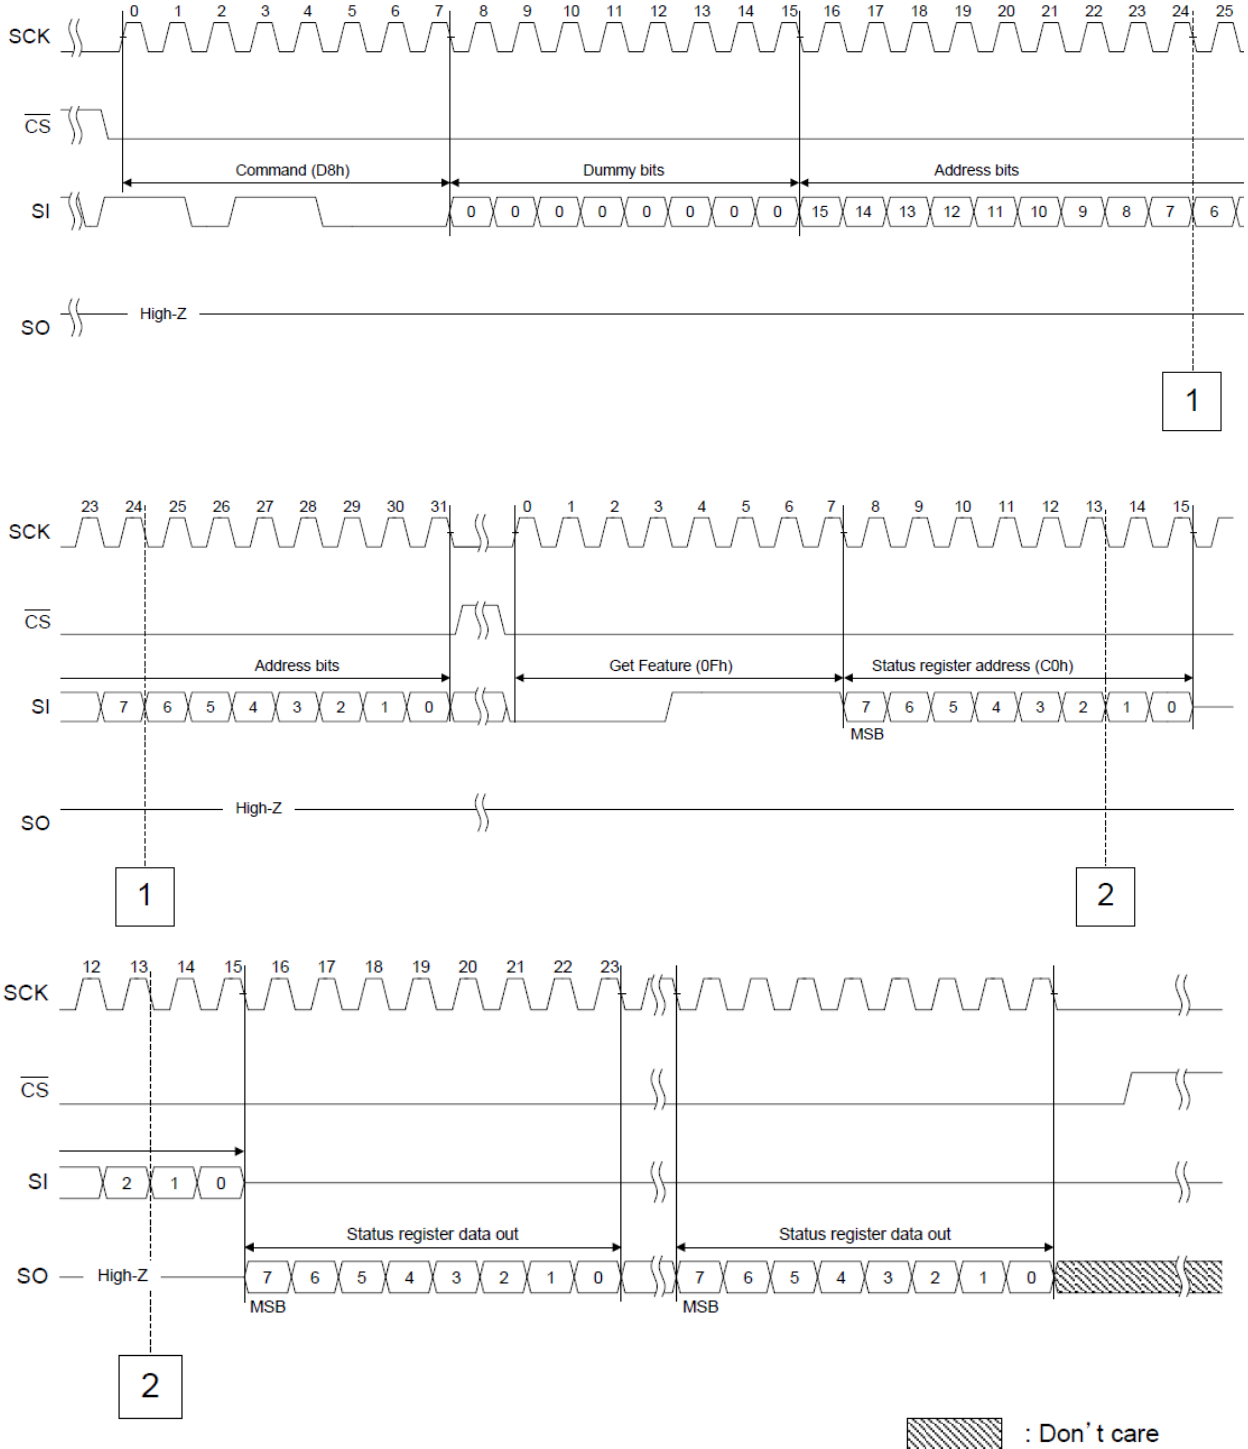 0 1 2 3 4 5 6 7 8 9 10 11 12 13 14 15 16 17 18 19 20 21 22 23 24 25
SCK
CS
Command (D8h) Dummy bits Address bits
SI 0 0 0 0 0 0 0 0 15 14 13 12 11 10 9 8 7 6
High-Z
SO
1
23 24 25 26 27 28 29 30 31 0 1 2 3 4 5 6 7 8 9 10 11 12 13 14 15
SCK
CS
Address bits Get Feature (0Fh) Status register address (C0h)
SI 7 6 5 4 3 2 1 0 7 6 5 4 3 2 1 0
MSB
High-Z
SO
1 2
12 13 14 15 16 17 18 19 20 21 22 23
SCK
CS
SI 2 1 0
Status register data out Status register data out
SO High-Z 7 6 5 4 3 2 1 0 7 6 5 4 3 2 1 0
MSB MSB
2
: Don't care